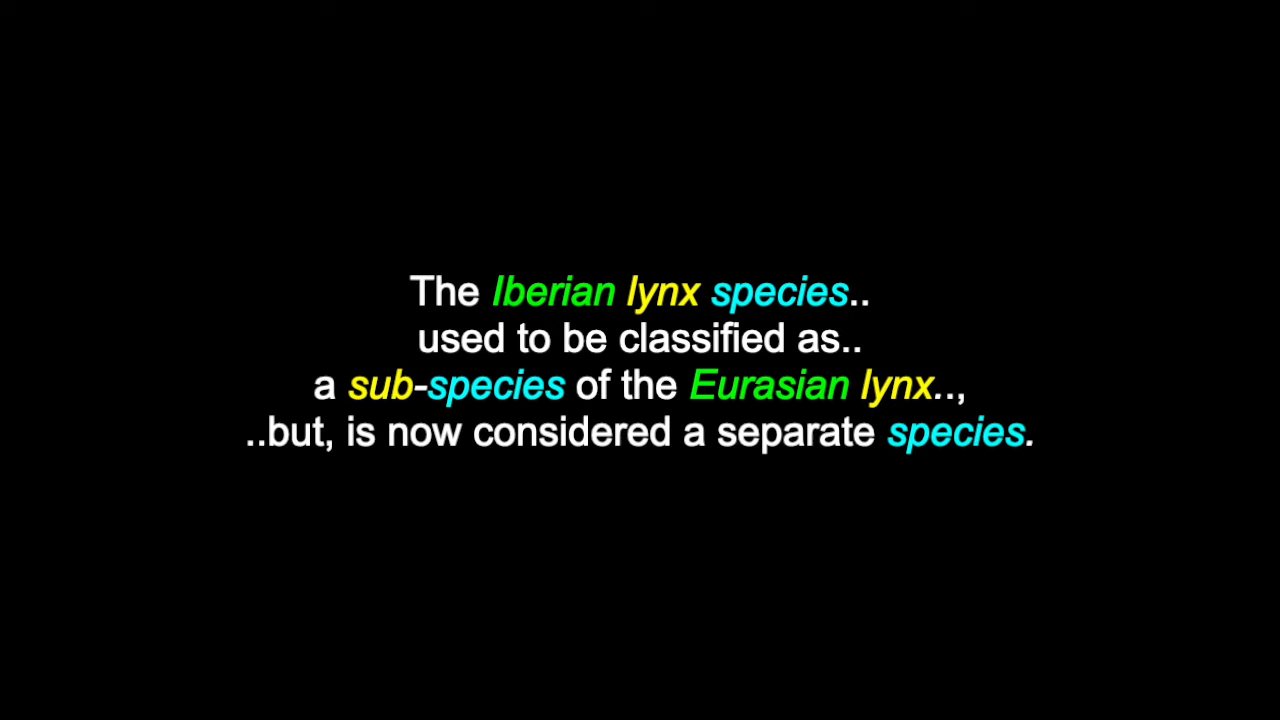 The Iberian lynx species..
used to be classified as..
a sub-species of the Eurasian lynx..,
..but, is now considered a separate species.